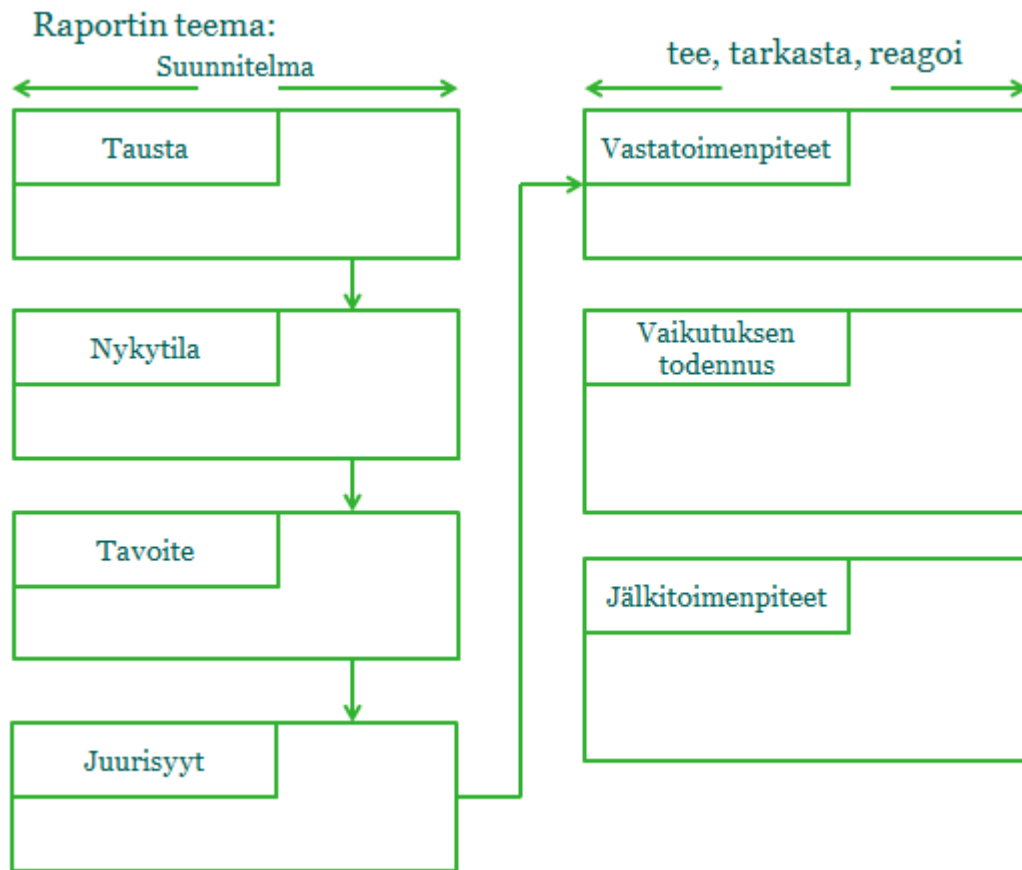 Raportin teema:
Suunnitelma
Tausta
Nykytila
Tavoite
Juurisyyt
tee, tarkasta, reagoi
Vastatoimenpiteet
Vaikutuksen
todennus
Jälkitoimenpiteet